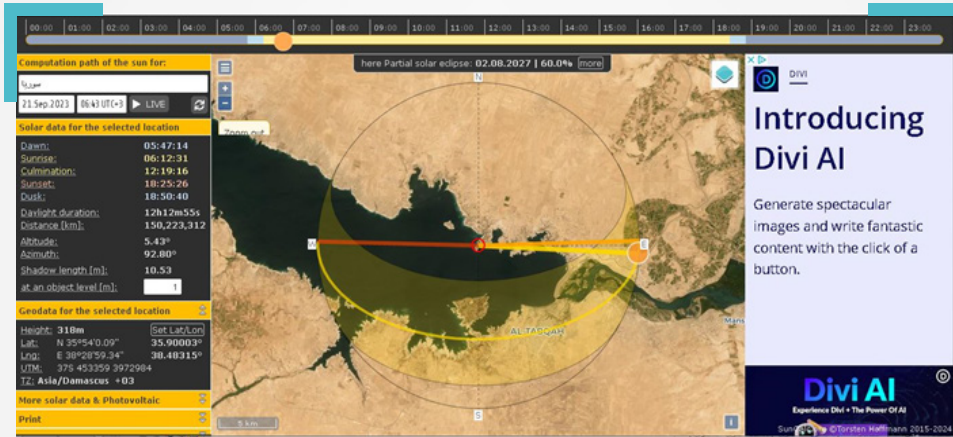 00:00 01:00 02:00 03:00 04:00 05:00 06:00 07:00 08:00 09:00 10:00 11:00 12:00 13:00 14:00 15:00 16:00 17:00 18:00 19:00 20:00 21:00 22:00 23:00
Computation path of the sun for:
سوريا
21.Sep.2023 06:43 UTC+3 LIVE
Solar data for the selected location
Dawn: 05:47:14
Sunrise: 06:12:31
Culmination: 12:19:16
Sunset: 18:25:26
Dusk: 18:50:40
Daylight duration: 12h12m55s
Distance [km]: 150,223,312
Altitude: 5.43°
Azimuth: 92.80°
Shadow length [m]: 10.53
at an object level [m]: 1
Geodata for the selected location
Height: 318m Set Lat/Lon
Lat: N 35°54'0.09" 35.90003°
Lng: E 38°28'59.34" 38.48315°
UTM: 37S 453359 3972984
TZ: Asia/Damascus +03
More solar data & Photovoltaic
Print
here Partial solar eclipse: 02.08.2027 | 60.0% more
+
−
Zoom out
N
W
E
S
AL-TABQAH
Mans
5 km
i
DIVI
Introducing
Divi AI
Generate spectacular
images and write fantastic
content with the click of a
button.
Divi AI
Experience Divi + The Power Of AI
©Torsten Hoffmann 2015-2024